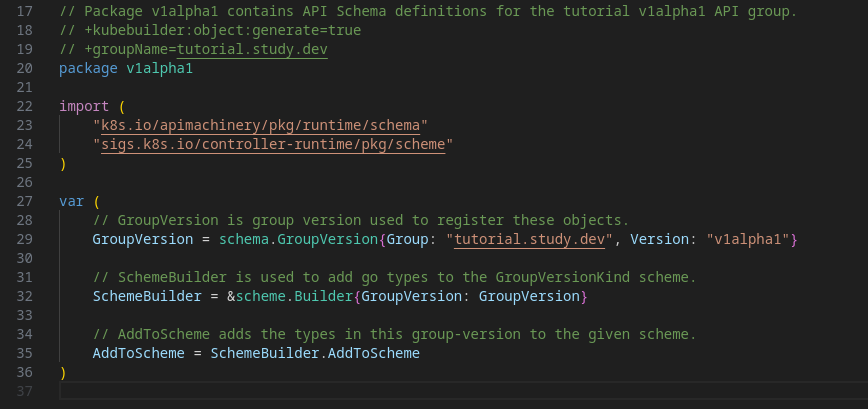 17 // Package v1alpha1 contains API Schema definitions for the tutorial v1alpha1 API group.
18 // +kubebuilder:object:generate=true
19 // +groupName=tutorial.study.dev
20 package v1alpha1
21
22 import (
23     "k8s.io/apimachinery/pkg/runtime/schema"
24     "sigs.k8s.io/controller-runtime/pkg/scheme"
25 )
26
27 var (
28     // GroupVersion is group version used to register these objects.
29     GroupVersion = schema.GroupVersion{Group: "tutorial.study.dev", Version: "v1alpha1"}
30
31     // SchemeBuilder is used to add go types to the GroupVersionKind scheme.
32     SchemeBuilder = &scheme.Builder{GroupVersion: GroupVersion}
33
34     // AddToScheme adds the types in this group-version to the given scheme.
35     AddToScheme = SchemeBuilder.AddToScheme
36 )
37